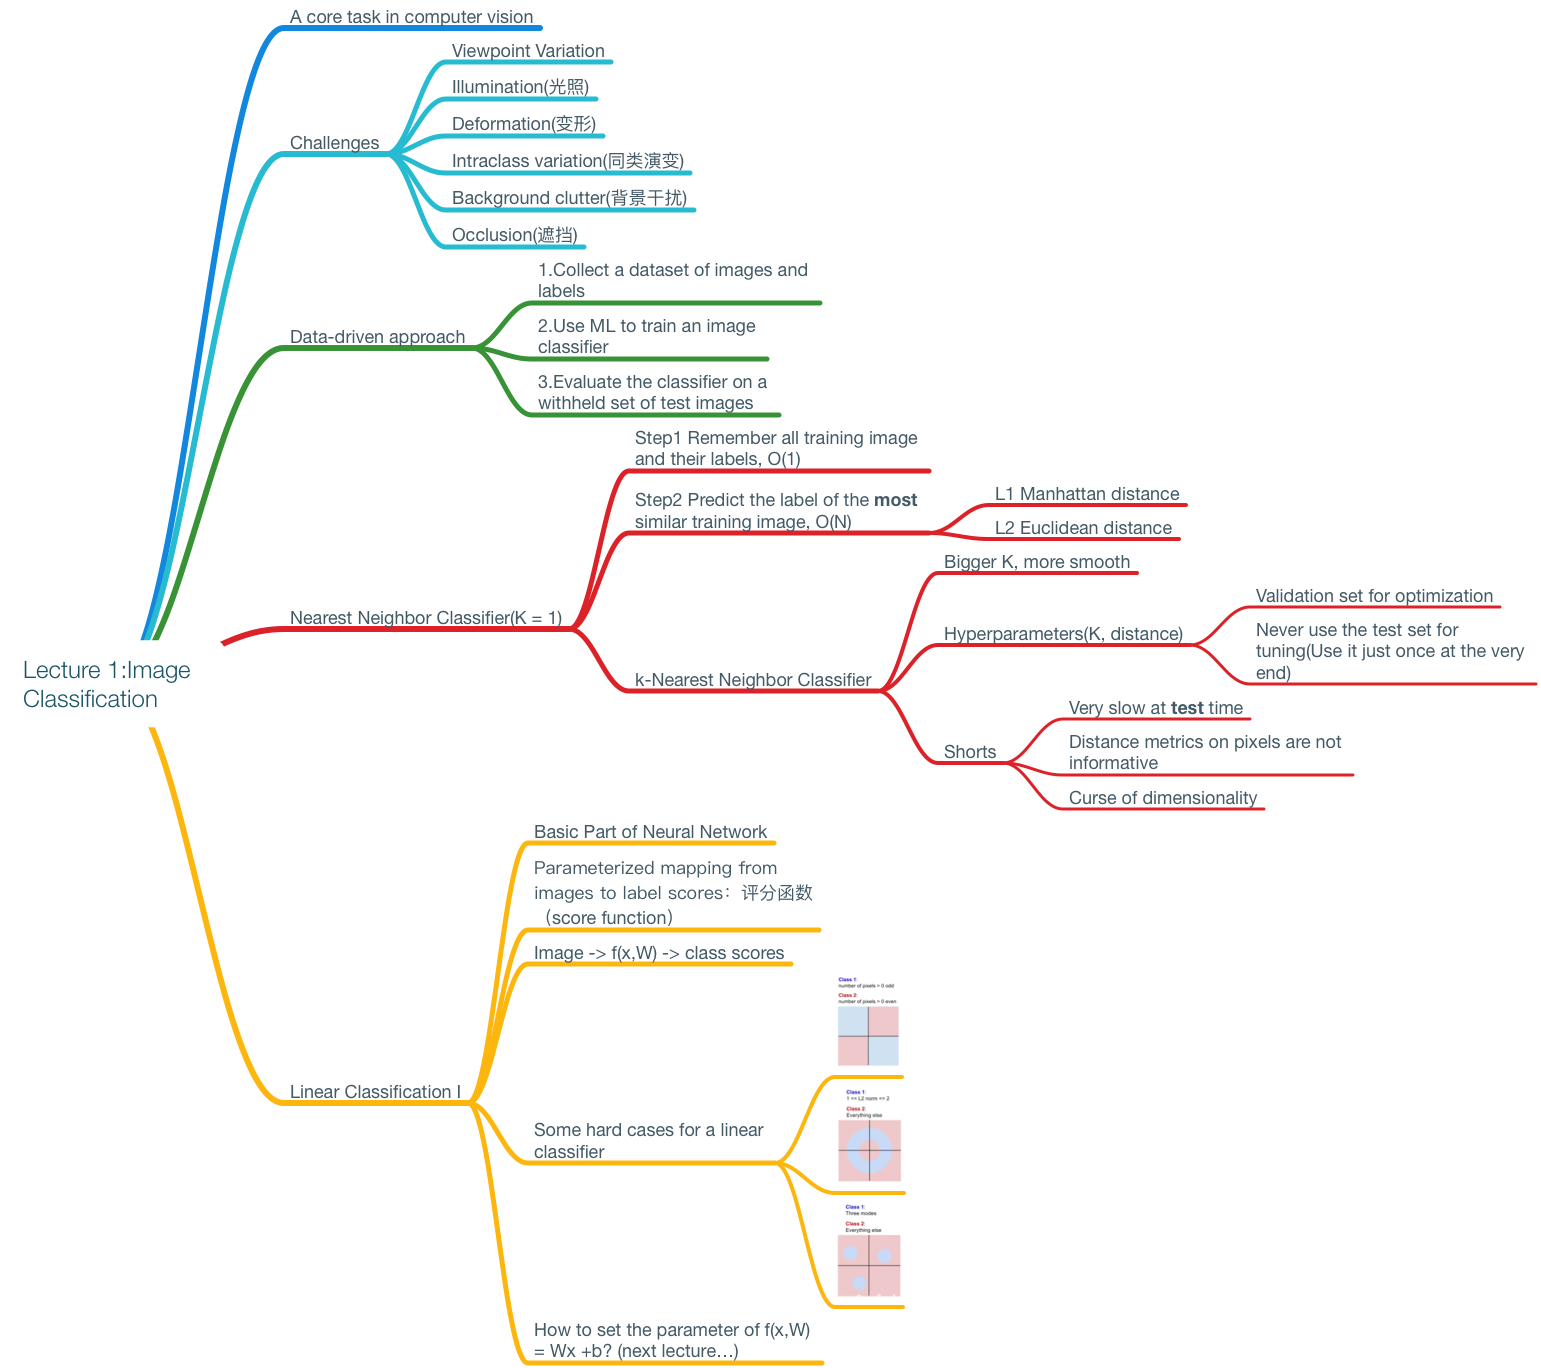 A core task in computer vision
Viewpoint Variation
Illumination(光照)
Deformation(变形)
Challenges
Intraclass variation(同类演变)
Background clutter(背景干扰)
Occlusion(遮挡)
1.Collect a dataset of images and
labels
Data-driven approach
2.Use ML to train an image
classifier
3.Evaluate the classifier on a
withheld set of test images
Step1 Remember all training image
and their labels, O(1)
Step2 Predict the label of the most
similar training image, O(N)
L1 Manhattan distance
L2 Euclidean distance
Nearest Neighbor Classifier(K = 1)
k-Nearest Neighbor Classifier
Bigger K, more smooth
Hyperparameters(K, distance)
Validation set for optimization
Never use the test set for
tuning(Use it just once at the very
end)
Shorts
Very slow at test time
Distance metrics on pixels are not
informative
Curse of dimensionality
Lecture 1:Image
Classification
Linear Classification I
Basic Part of Neural Network
Parameterized mapping from
images to label scores：评分函数
（score function）
Image -> f(x,W) -> class scores
Some hard cases for a linear
classifier
Class 1:
number of pixels > 0 odd
Class 2:
number of pixels > 0 even
Class 1:
1 <= L2 norm <= 2
Class 2:
Everything else
Class 1:
Three modes
Class 2:
Everything else
How to set the parameter of f(x,W)
= Wx +b? (next lecture...)